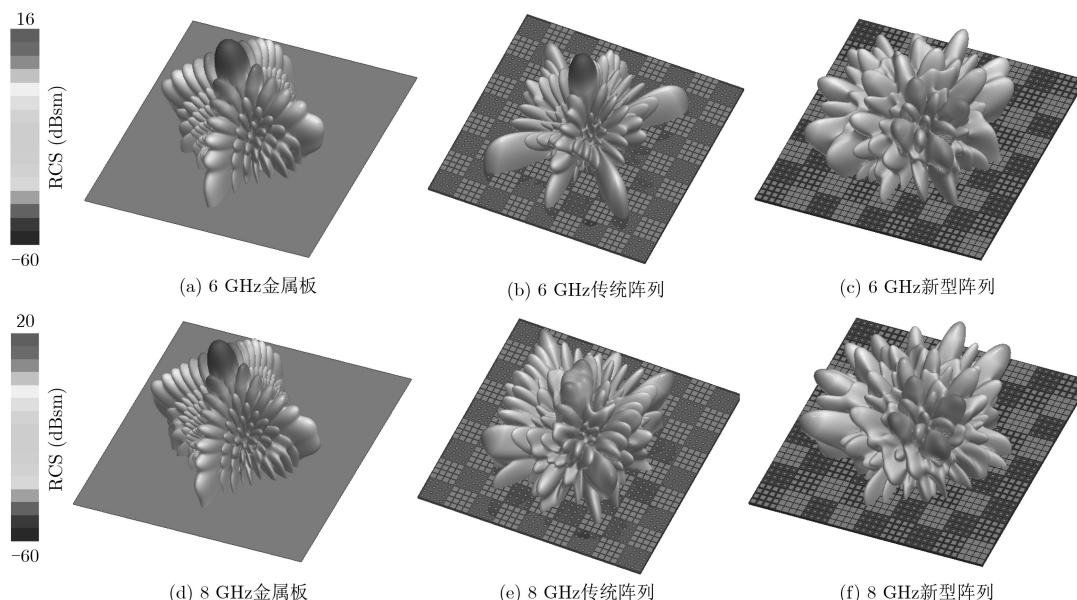 16
RCS (dBsm)
−60
(a) 6 GHz金属板
(b) 6 GHz传统阵列
(c) 6 GHz新型阵列
20
RCS (dBsm)
−60
(d) 8 GHz金属板
(e) 8 GHz传统阵列
(f) 8 GHz新型阵列